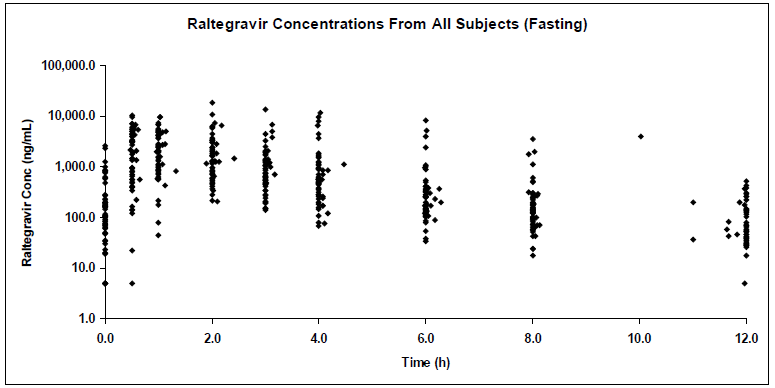 Raltegravir Concentrations From All Subjects (Fasting)
Raltegravir Conc (ng/mL)
100,000.0
10,000.0
1,000.0
100.0
10.0
1.0
0.0 2.0 4.0 6.0 8.0 10.0 12.0
Time (h)